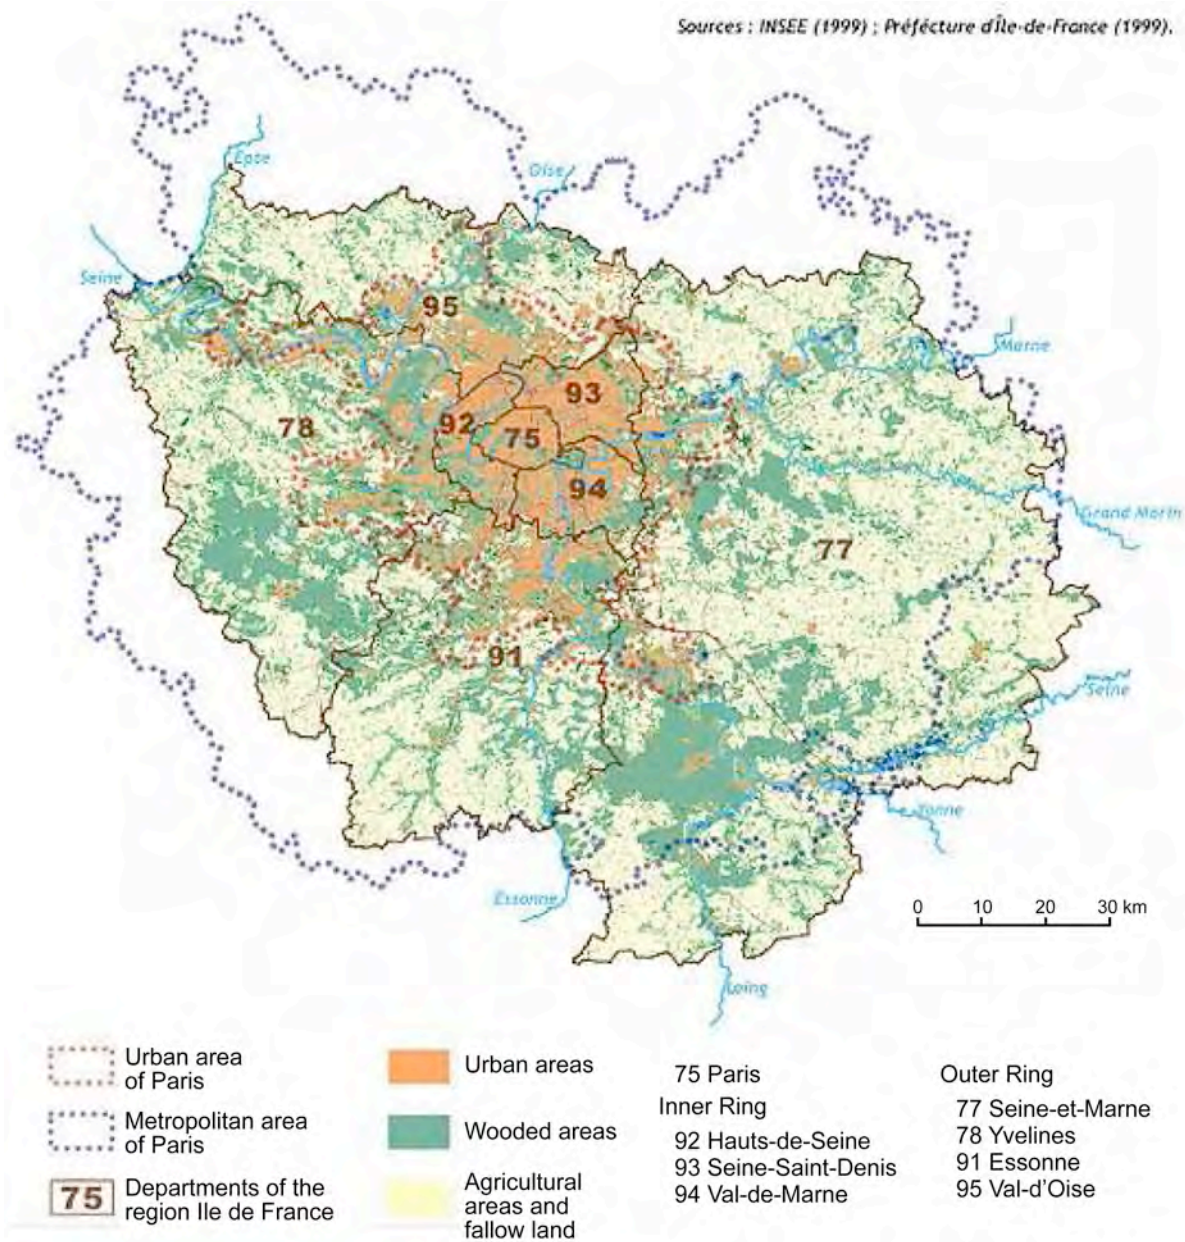 Sources : INSEE (1999) ; Préfécture d'Île-de-France (1999).
Epte
Oise
Seine
95
Marne
93
92
75
78
94
Grand Morin
77
91
Seine
Yonne
Essonne
0 10 20 30 km
Loing
Urban area
of Paris
Metropolitan area
of Paris
75
Departments of the
region Ile de France
Urban areas
Wooded areas
Agricultural
areas and
fallow land
75 Paris
Inner Ring
92 Hauts-de-Seine
93 Seine-Saint-Denis
94 Val-de-Marne
Outer Ring
77 Seine-et-Marne
78 Yvelines
91 Essonne
95 Val-d'Oise